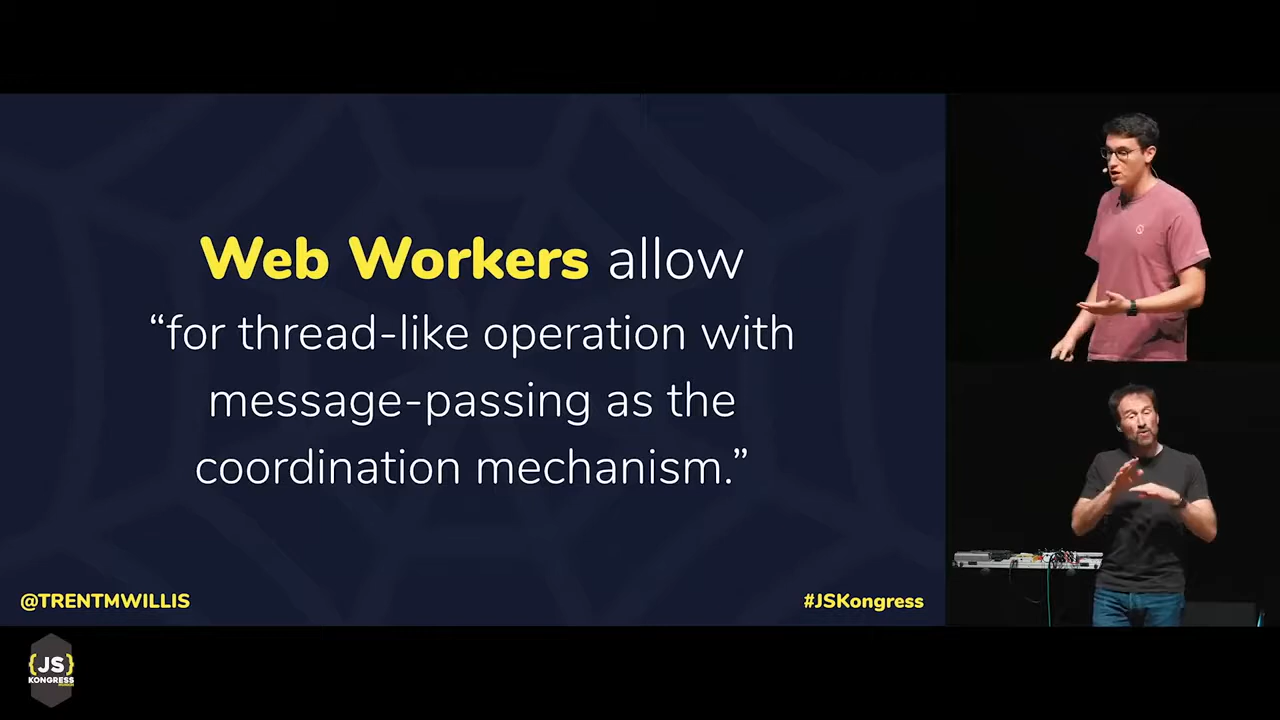 Web Workers allow
“for thread-like operation with
message-passing as the
coordination mechanism.”
@TRENTMWILLIS
#JSKongress
{JS}
KONGRESS